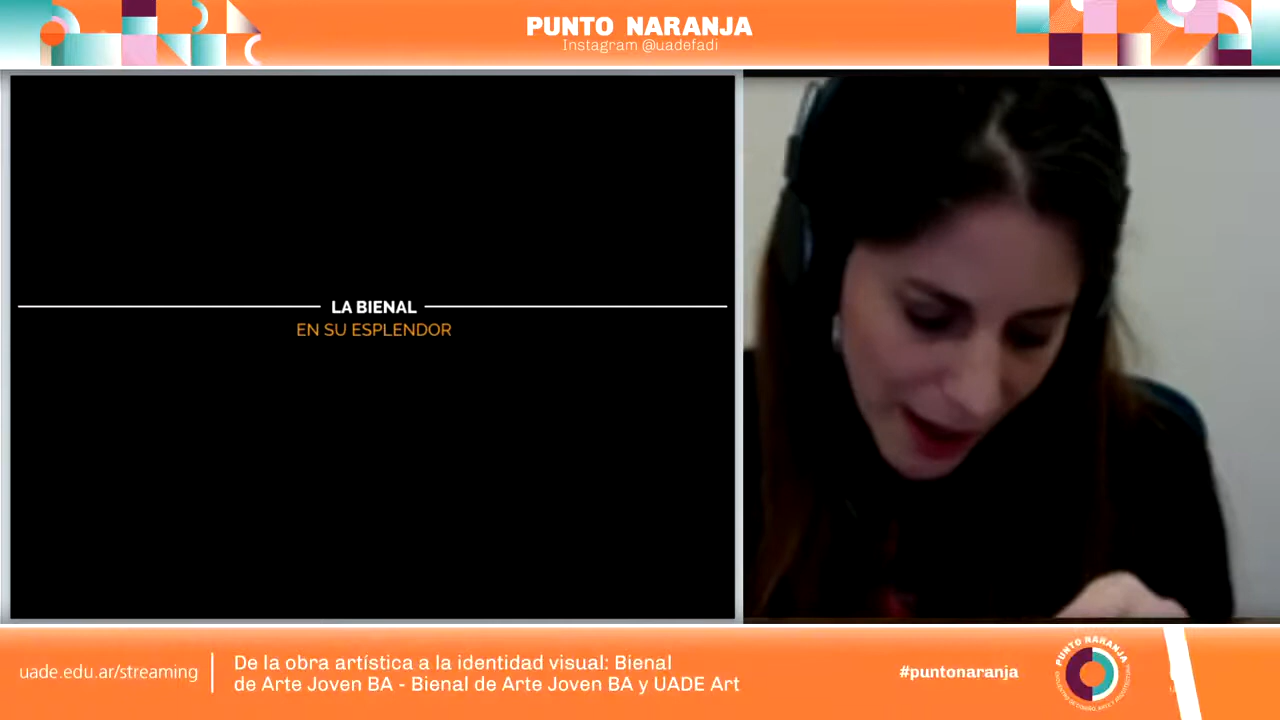 PUNTO NARANJA
Instagram @uadefadi
LA BIENAL
EN SU ESPLENDOR
uade.edu.ar/streaming
De la obra artística a la identidad visual: Bienal
de Arte Joven BA - Bienal de Arte Joven BA y UADE Art
#puntonaranja
PUNTO NARANJA